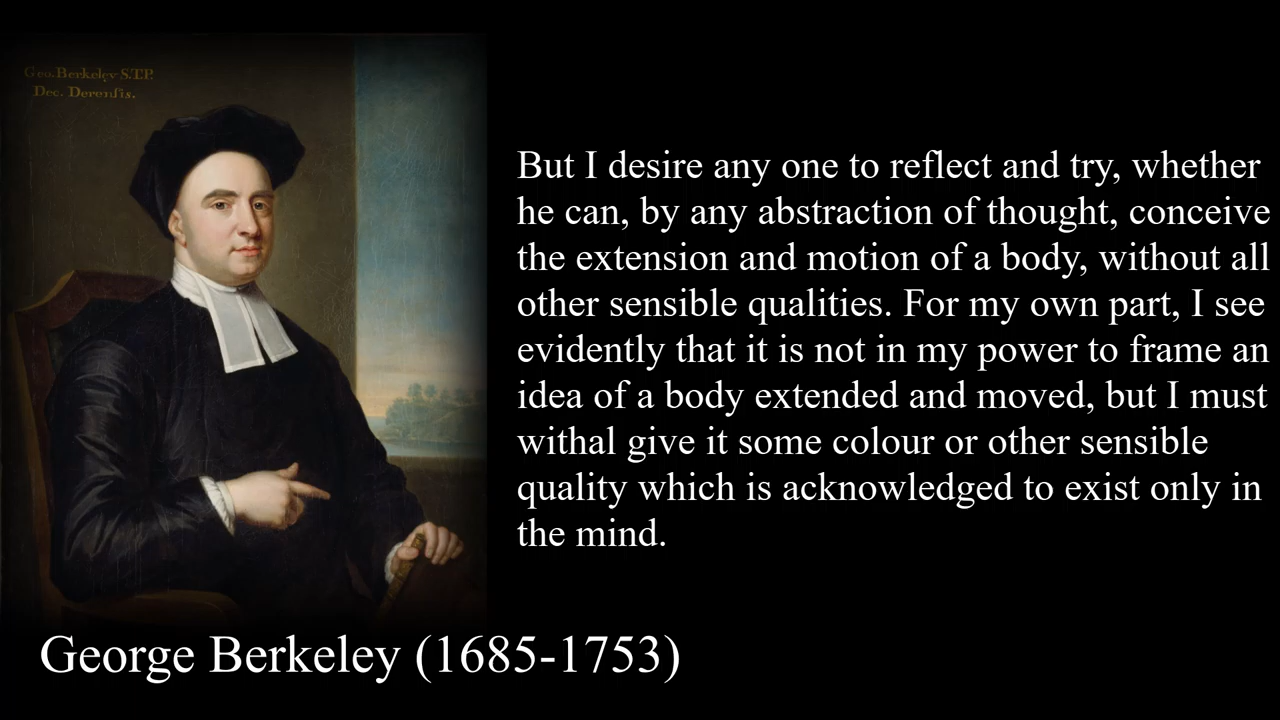 Geo. Berkeley S.T.P.
Dec. Derensis.
But I desire any one to reflect and try, whether
he can, by any abstraction of thought, conceive
the extension and motion of a body, without all
other sensible qualities. For my own part, I see
evidently that it is not in my power to frame an
idea of a body extended and moved, but I must
withal give it some colour or other sensible
quality which is acknowledged to exist only in
the mind.
George Berkeley (1685-1753)